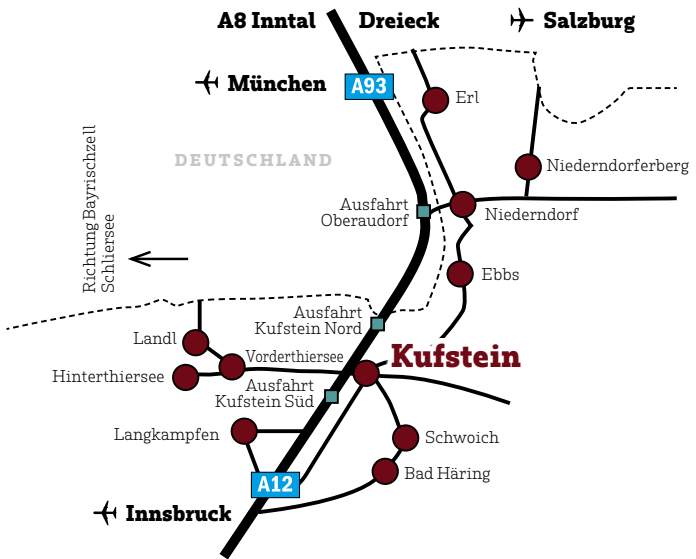 A8 Inntal Dreieck
Salzburg
München
A93
Erl
DEUTSCHLAND
Niederndorferberg
Ausfahrt
Oberaudorf
Niederndorf
Richtung Bayrischzell
Schliersee
Ebbs
Ausfahrt
Kufstein Nord
Landl
Vorderthiersee
Kufstein
Hinterthiersee
Ausfahrt
Kufstein Süd
Langkampfen
Schwoich
Bad Häring
A12
Innsbruck